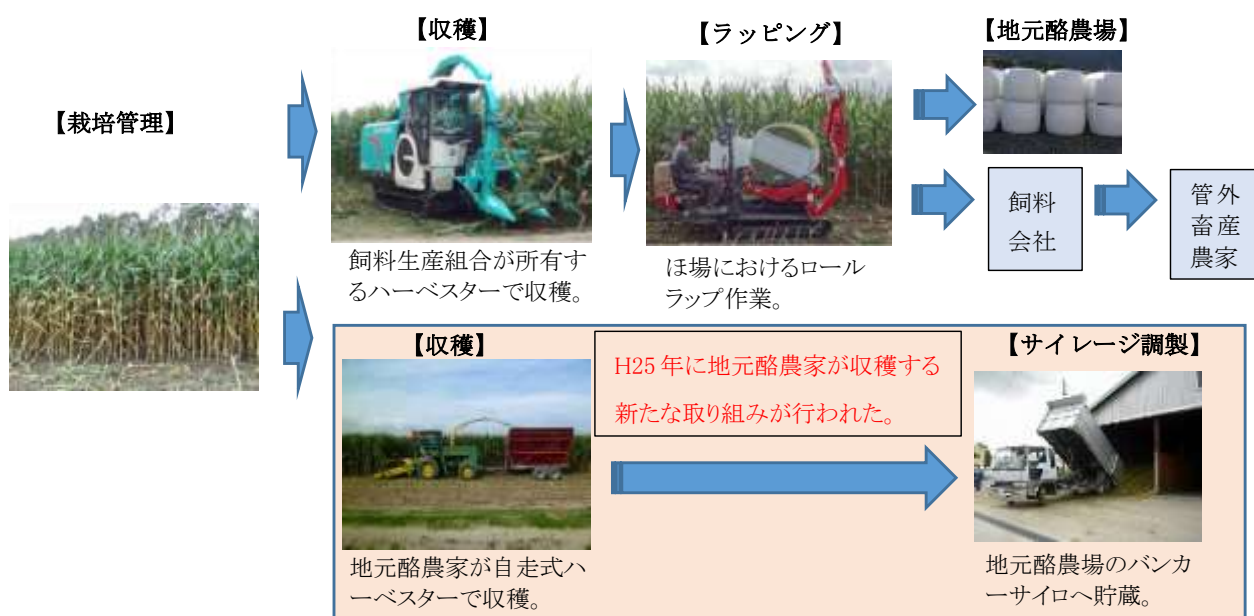 【栽培管理】
【収穫】
飼料生産組合が所有す
るハーベスターで収穫。
【ラッピング】
ほ場におけるロール
ラップ作業。
【地元酪農場】
飼料
会社
管外
畜産
農家
【収穫】
地元酪農家が自走式ハ
ーベスターで収穫。
H25 年に地元酪農家が収穫する
新たな取り組みが行われた。
【サイレージ調製】
地元酪農場のバンカ
ーサイロへ貯蔵。